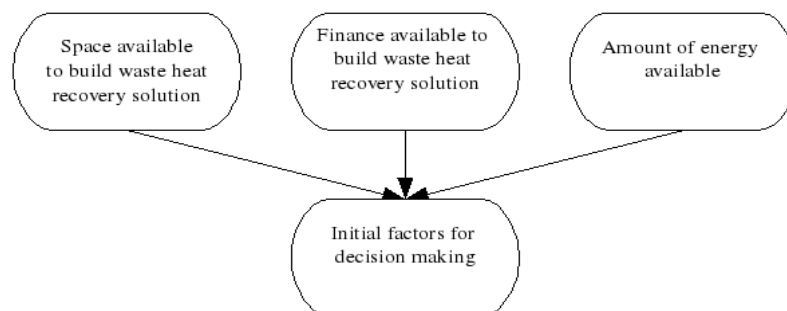 Space available
to build waste heat
recovery solution
Finance available to
build waste heat
recovery solution
Amount of energy
available
Initial factors for
decision making